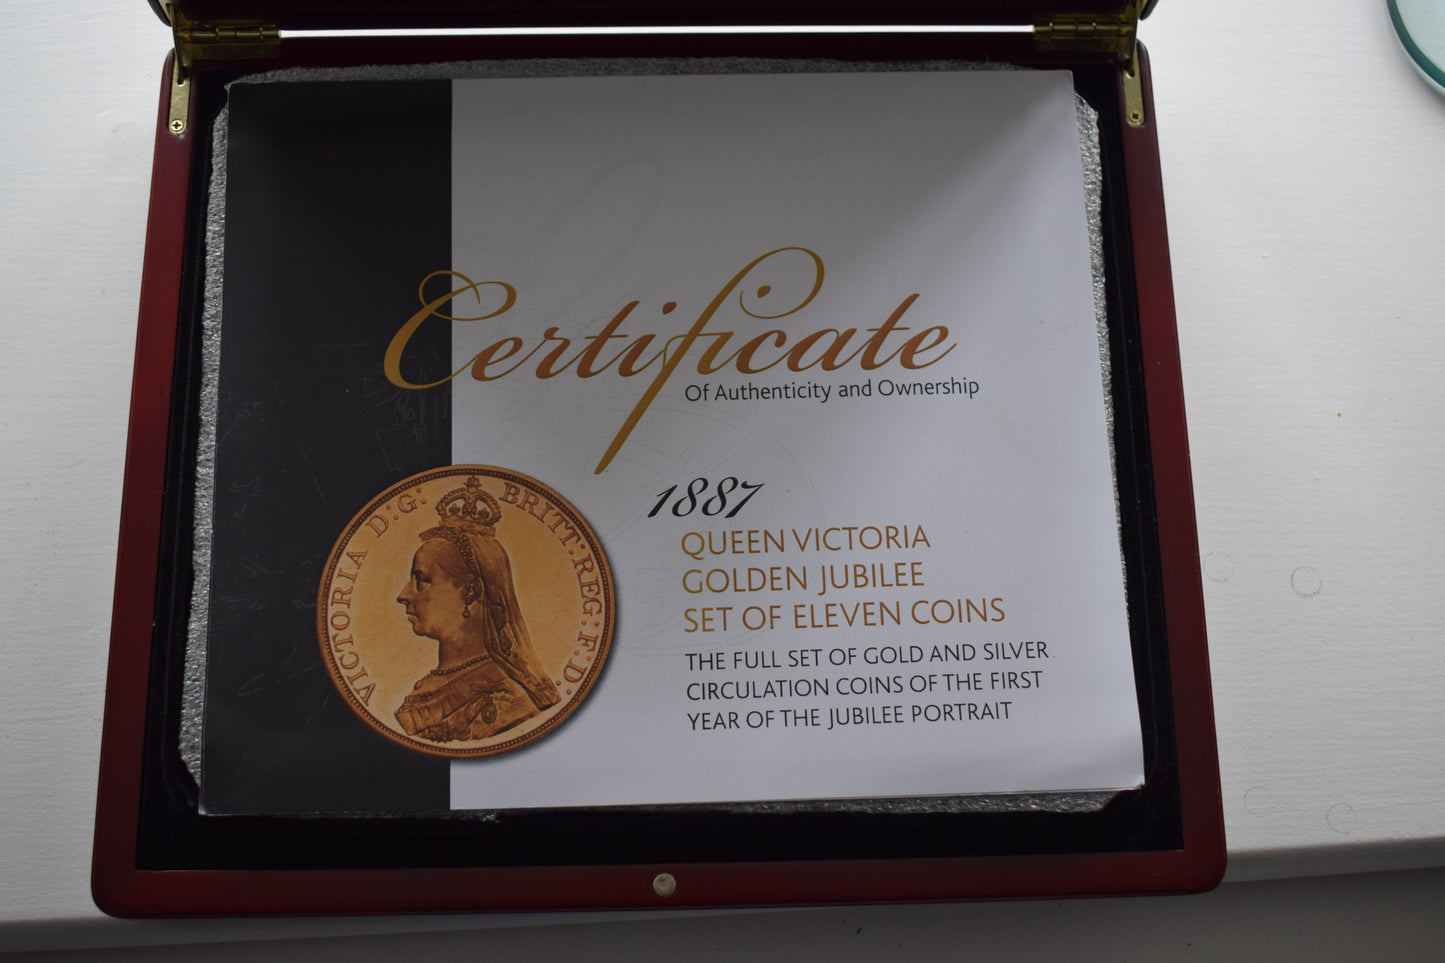 Certificate
Of Authenticity and Ownership
1887
QUEEN VICTORIA
GOLDEN JUBILEE
SET OF ELEVEN COINS
THE FULL SET OF GOLD AND SILVER
CIRCULATION COINS OF THE FIRST
YEAR OF THE JUBILEE PORTRAIT
VICTORIA D:G: BRITT:REG:F:D: